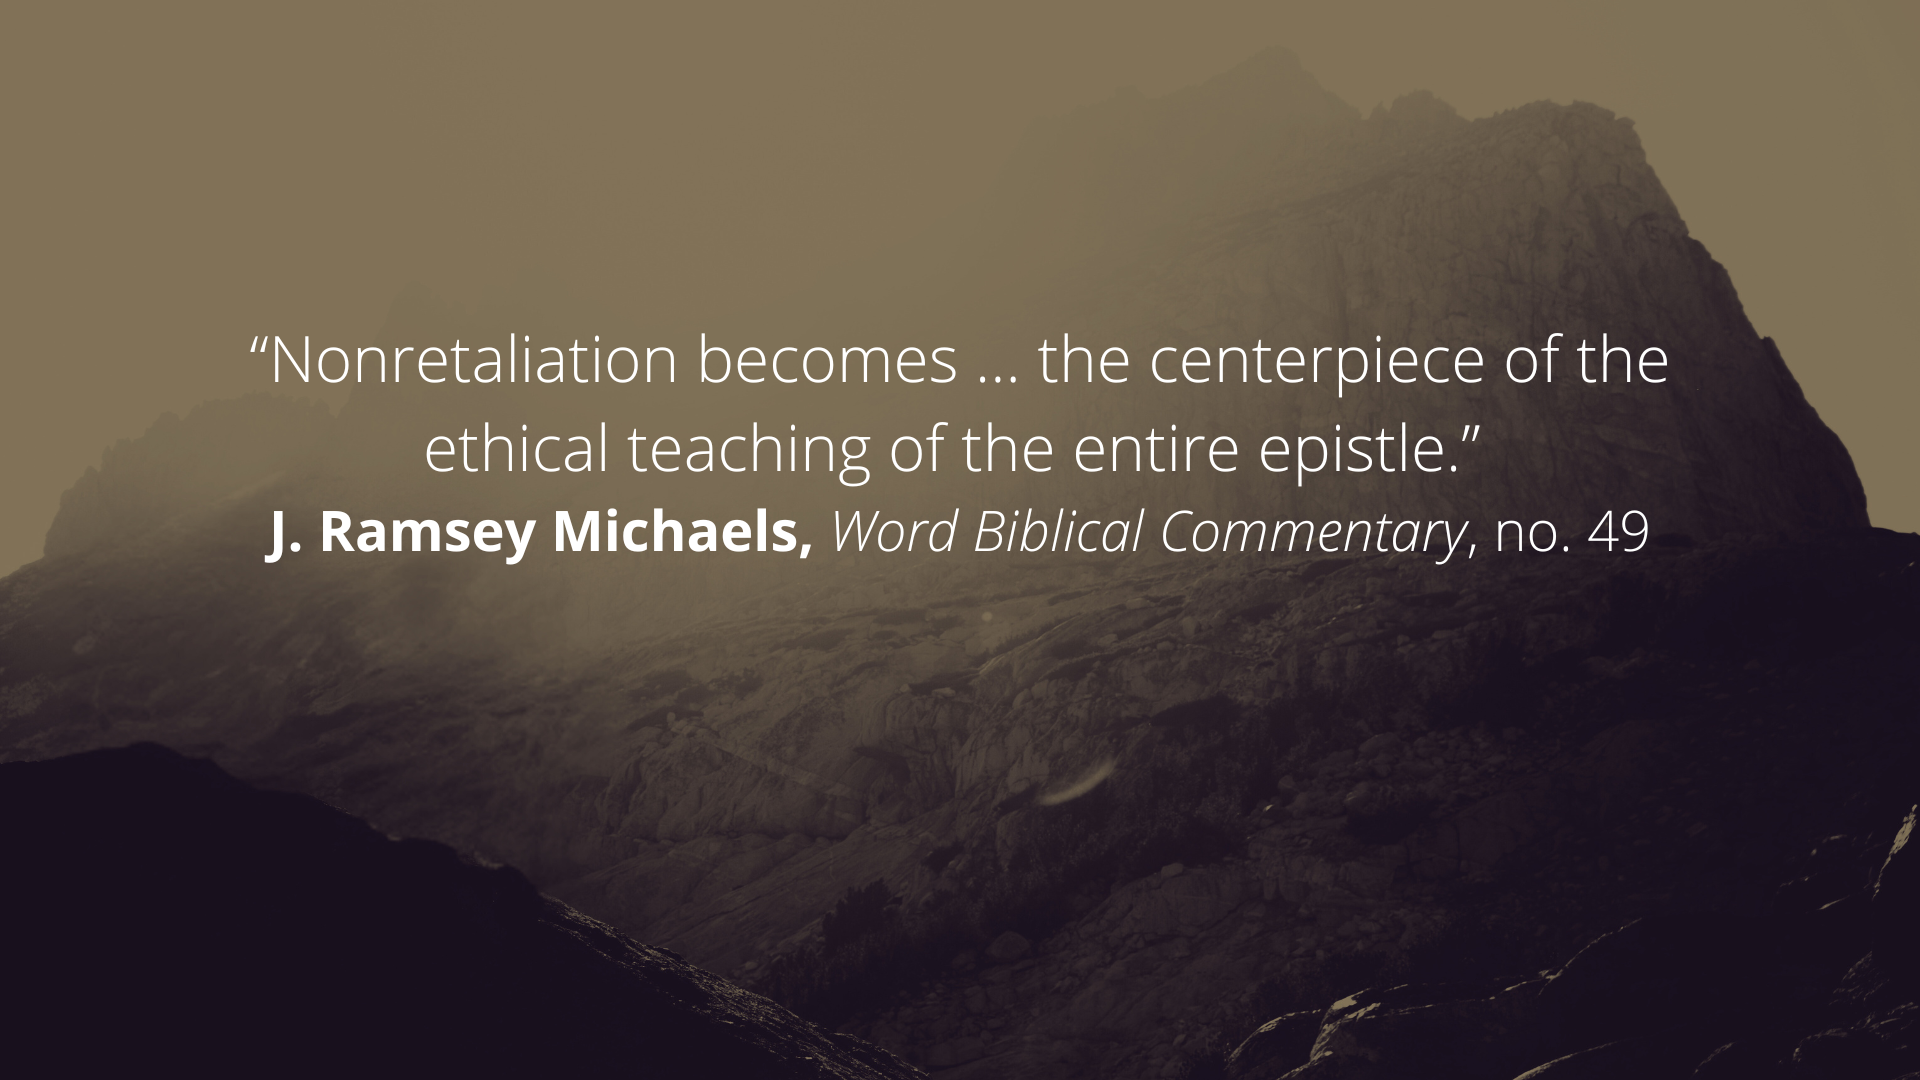 “Nonretaliation becomes … the centerpiece of the
ethical teaching of the entire epistle.”
J. Ramsey Michaels, Word Biblical Commentary, no. 49